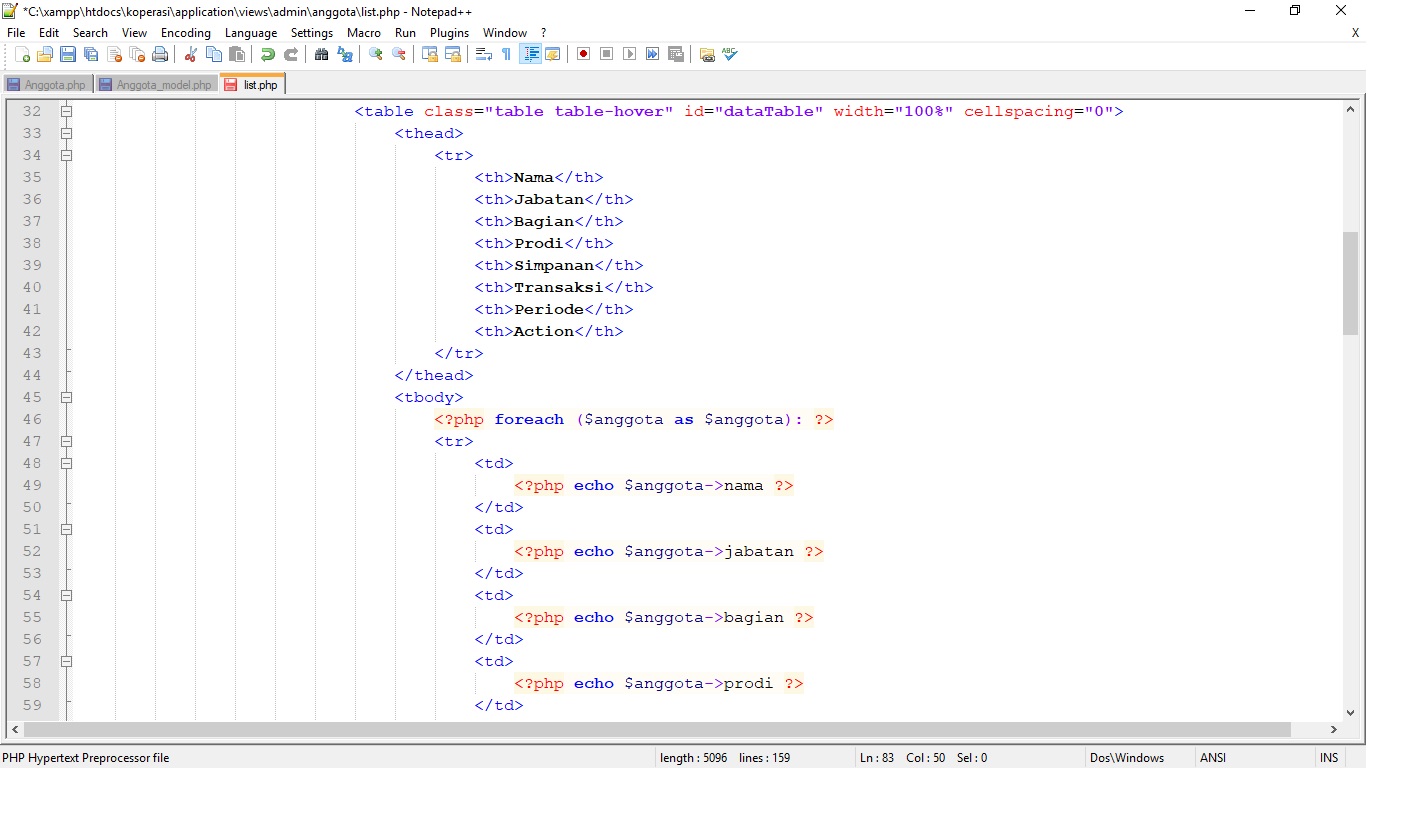 *C:\xampp\htdocs\koperasi\application\views\admin\anggota\list.php - Notepad++
File Edit Search View Encoding Language Settings Macro Run Plugins Window ? X
Anggota.php Anggota_model.php list.php
32 <table class="table table-hover" id="dataTable" width="100%" cellspacing="0">
33 <thead>
34 <tr>
35 <th>Nama</th>
36 <th>Jabatan</th>
37 <th>Bagian</th>
38 <th>Prodi</th>
39 <th>Simpanan</th>
40 <th>Transaksi</th>
41 <th>Periode</th>
42 <th>Action</th>
43 </tr>
44 </thead>
45 <tbody>
46 <?php foreach ($anggota as $anggota): ?>
47 <tr>
48 <td>
49 <?php echo $anggota->nama ?>
50 </td>
51 <td>
52 <?php echo $anggota->jabatan ?>
53 </td>
54 <td>
55 <?php echo $anggota->bagian ?>
56 </td>
57 <td>
58 <?php echo $anggota->prodi ?>
59 </td>
PHP Hypertext Preprocessor file length : 5096 lines : 159 Ln : 83 Col : 50 Sel : 0 Dos\Windows ANSI INS